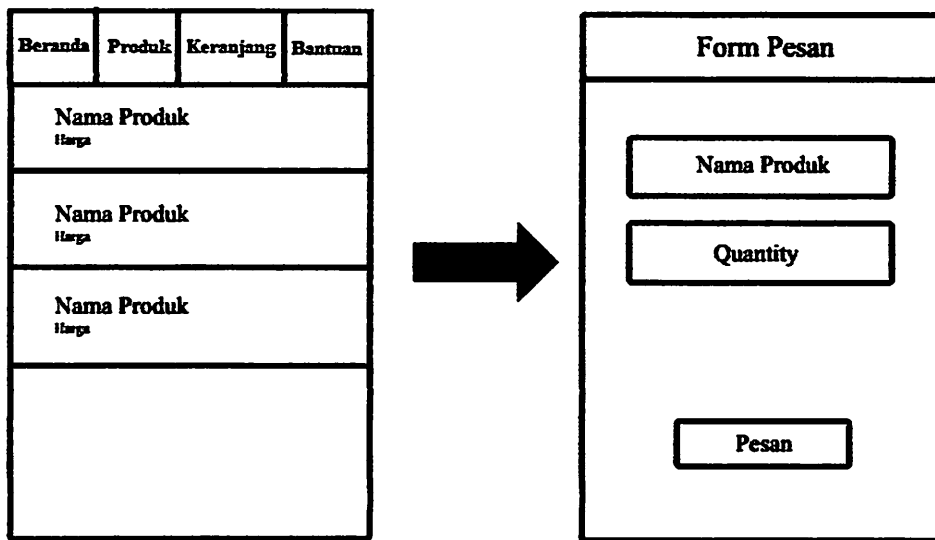 Beranda Produk Keranjang Bantuan
Nama Produk
Harga
Nama Produk
Harga
Nama Produk
Harga
Form Pesan
Nama Produk
Quantity
Pesan